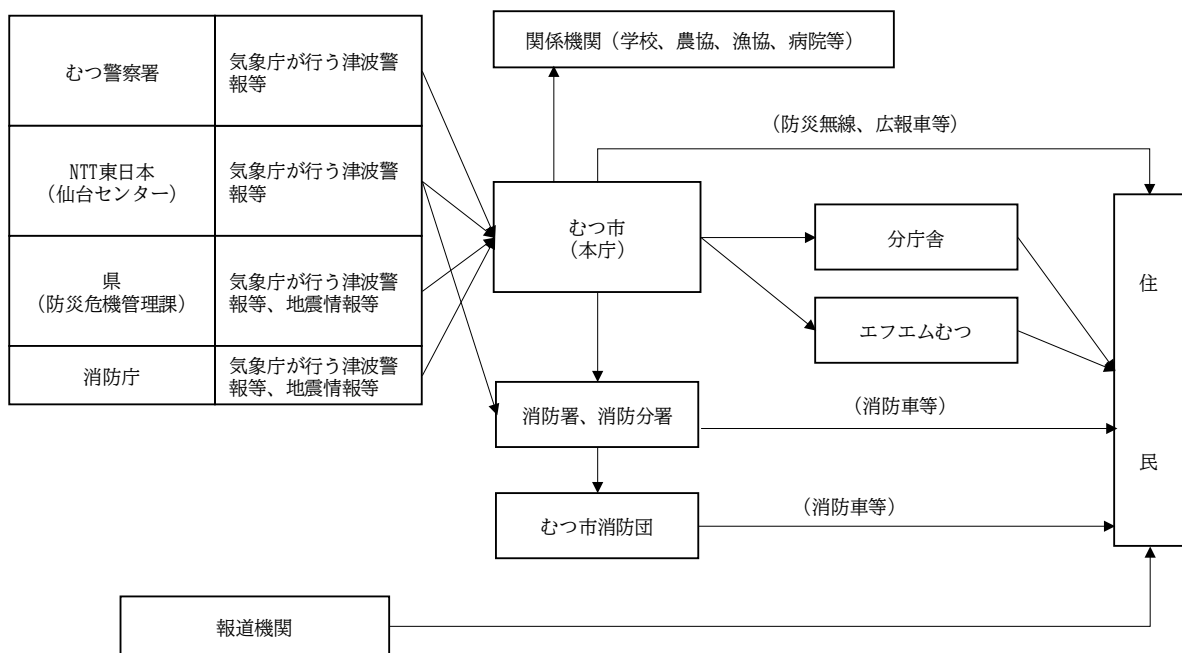 関係機関（学校、農協、漁協、病院等）
むつ警察署
気象庁が行う津波警
報等
（防災無線、広報車等）
NTT東日本
（仙台センター）
気象庁が行う津波警
報等
むつ市
（本庁）
分庁舎
県
（防災危機管理課）
気象庁が行う津波警
報等、地震情報等
エフエムむつ
住
民
消防庁
気象庁が行う津波警
報等、地震情報等
消防署、消防分署
（消防車等）
むつ市消防団
（消防車等）
報道機関